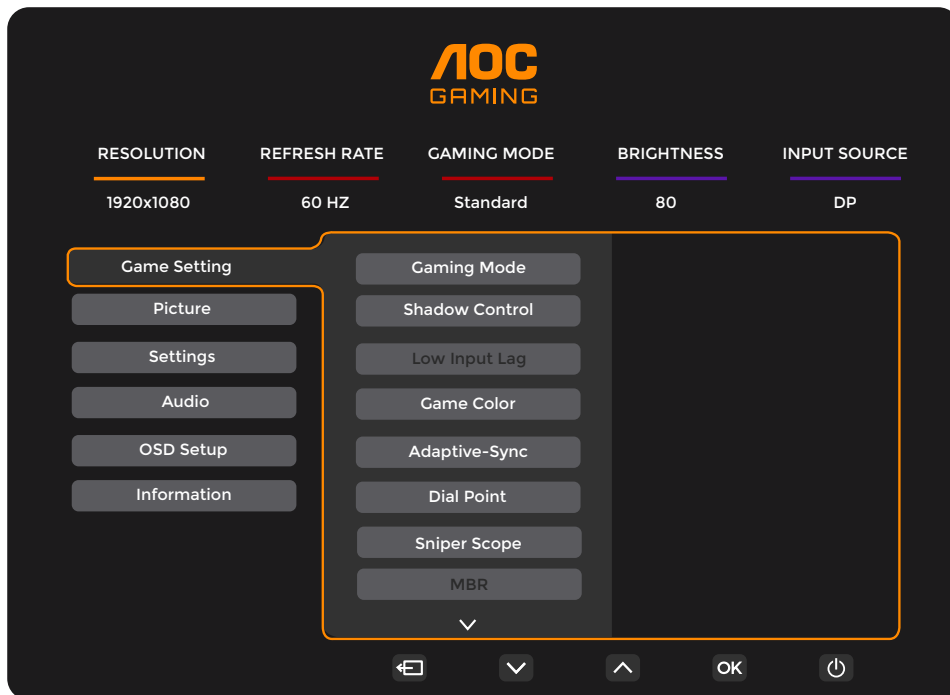 AOC
GAMING
RESOLUTION REFRESH RATE GAMING MODE BRIGHTNESS INPUT SOURCE
1920x1080 60 HZ Standard 80 DP
Game Setting
Picture
Settings
Audio
OSD Setup
Information
Gaming Mode
Shadow Control
Low Input Lag
Game Color
Adaptive-Sync
Dial Point
Sniper Scope
MBR
OK